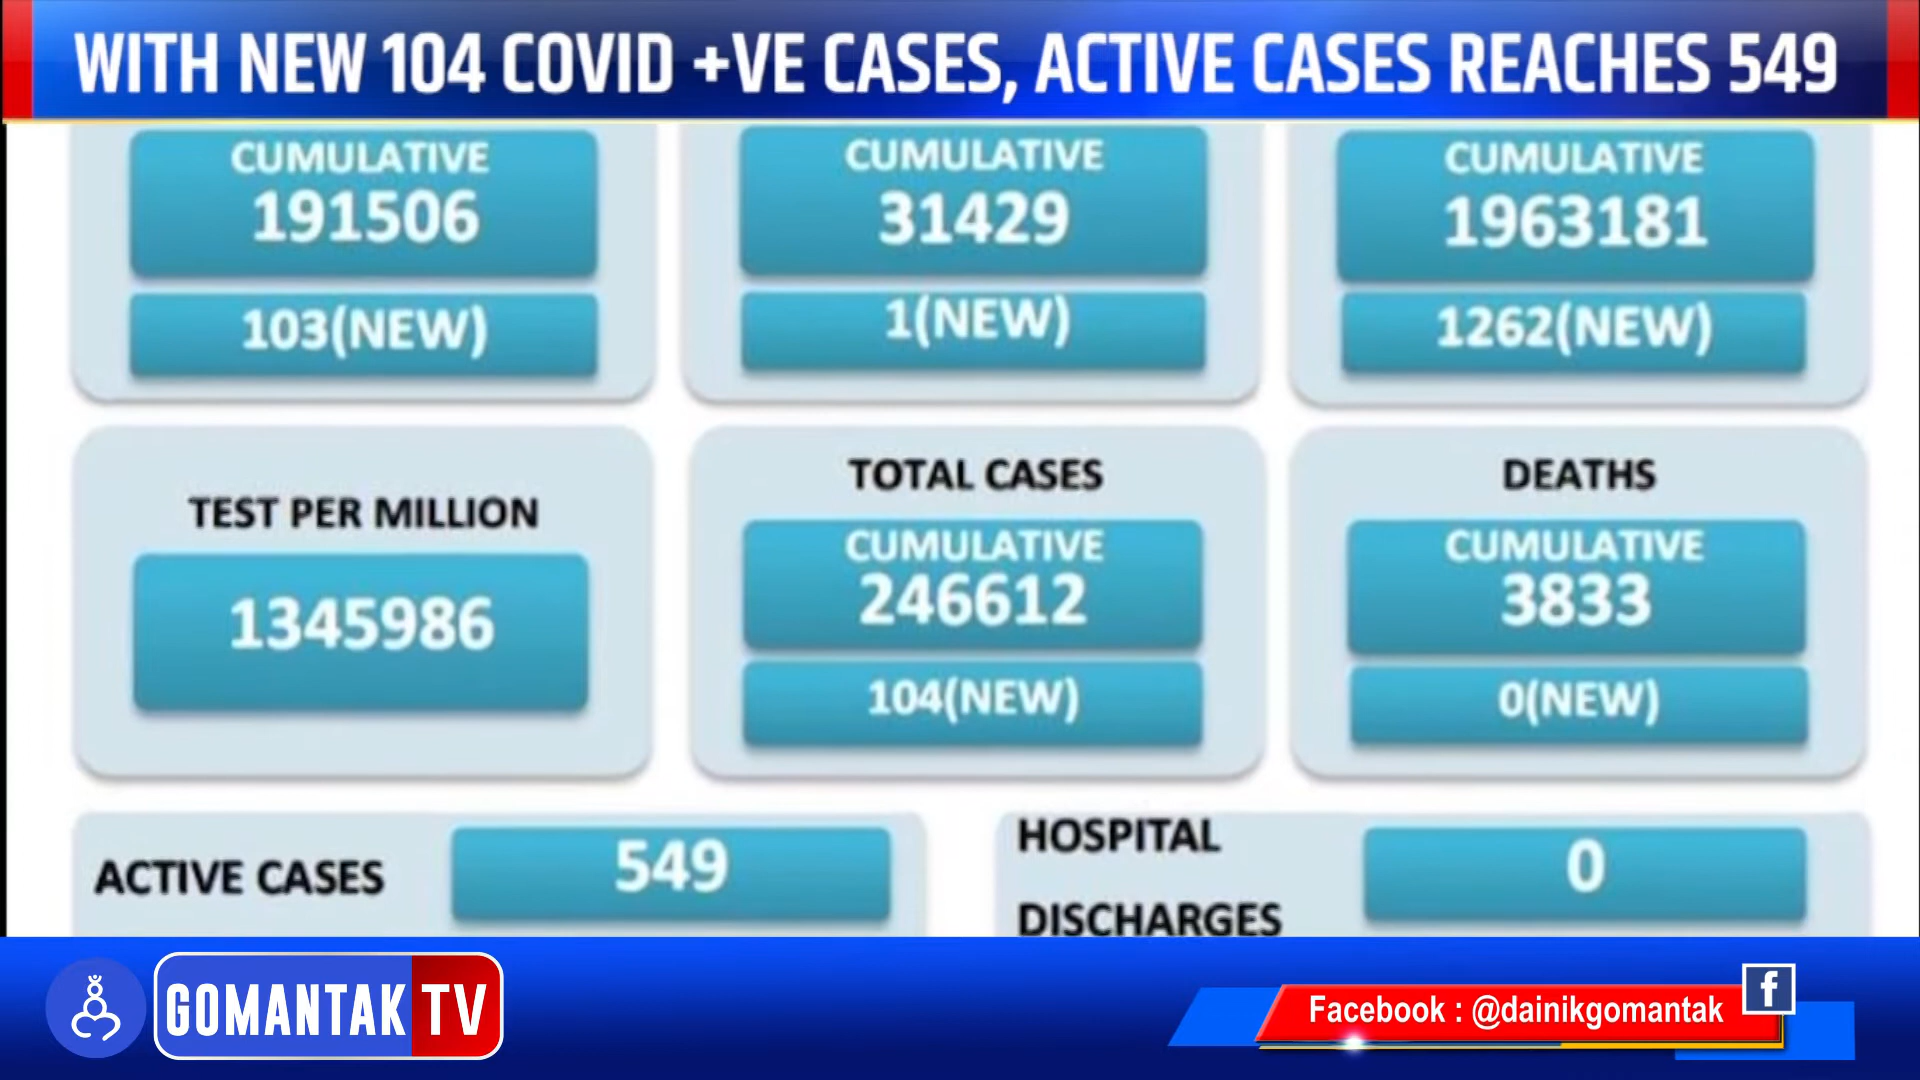 WITH NEW 104 COVID +VE CASES, ACTIVE CASES REACHES 549
CUMULATIVE
191506
103(NEW)
CUMULATIVE
31429
1(NEW)
CUMULATIVE
1963181
1262(NEW)
TEST PER MILLION
1345986
TOTAL CASES
CUMULATIVE
246612
104(NEW)
DEATHS
CUMULATIVE
3833
0(NEW)
ACTIVE CASES
549
HOSPITAL
DISCHARGES
0
GOMANTAK TV
Facebook : @dainikgomantak
f